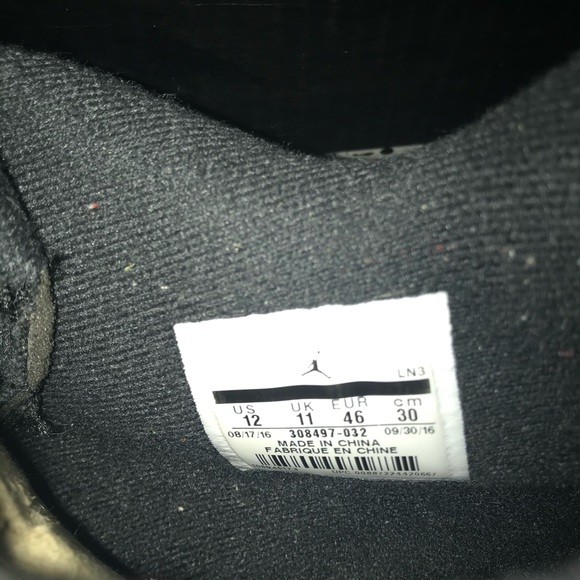 LN3
US UK EUR cm
12 11 46 30
08/17/16 308497-032 09/30/16
MADE IN CHINA
FABRIQUE EN CHINE